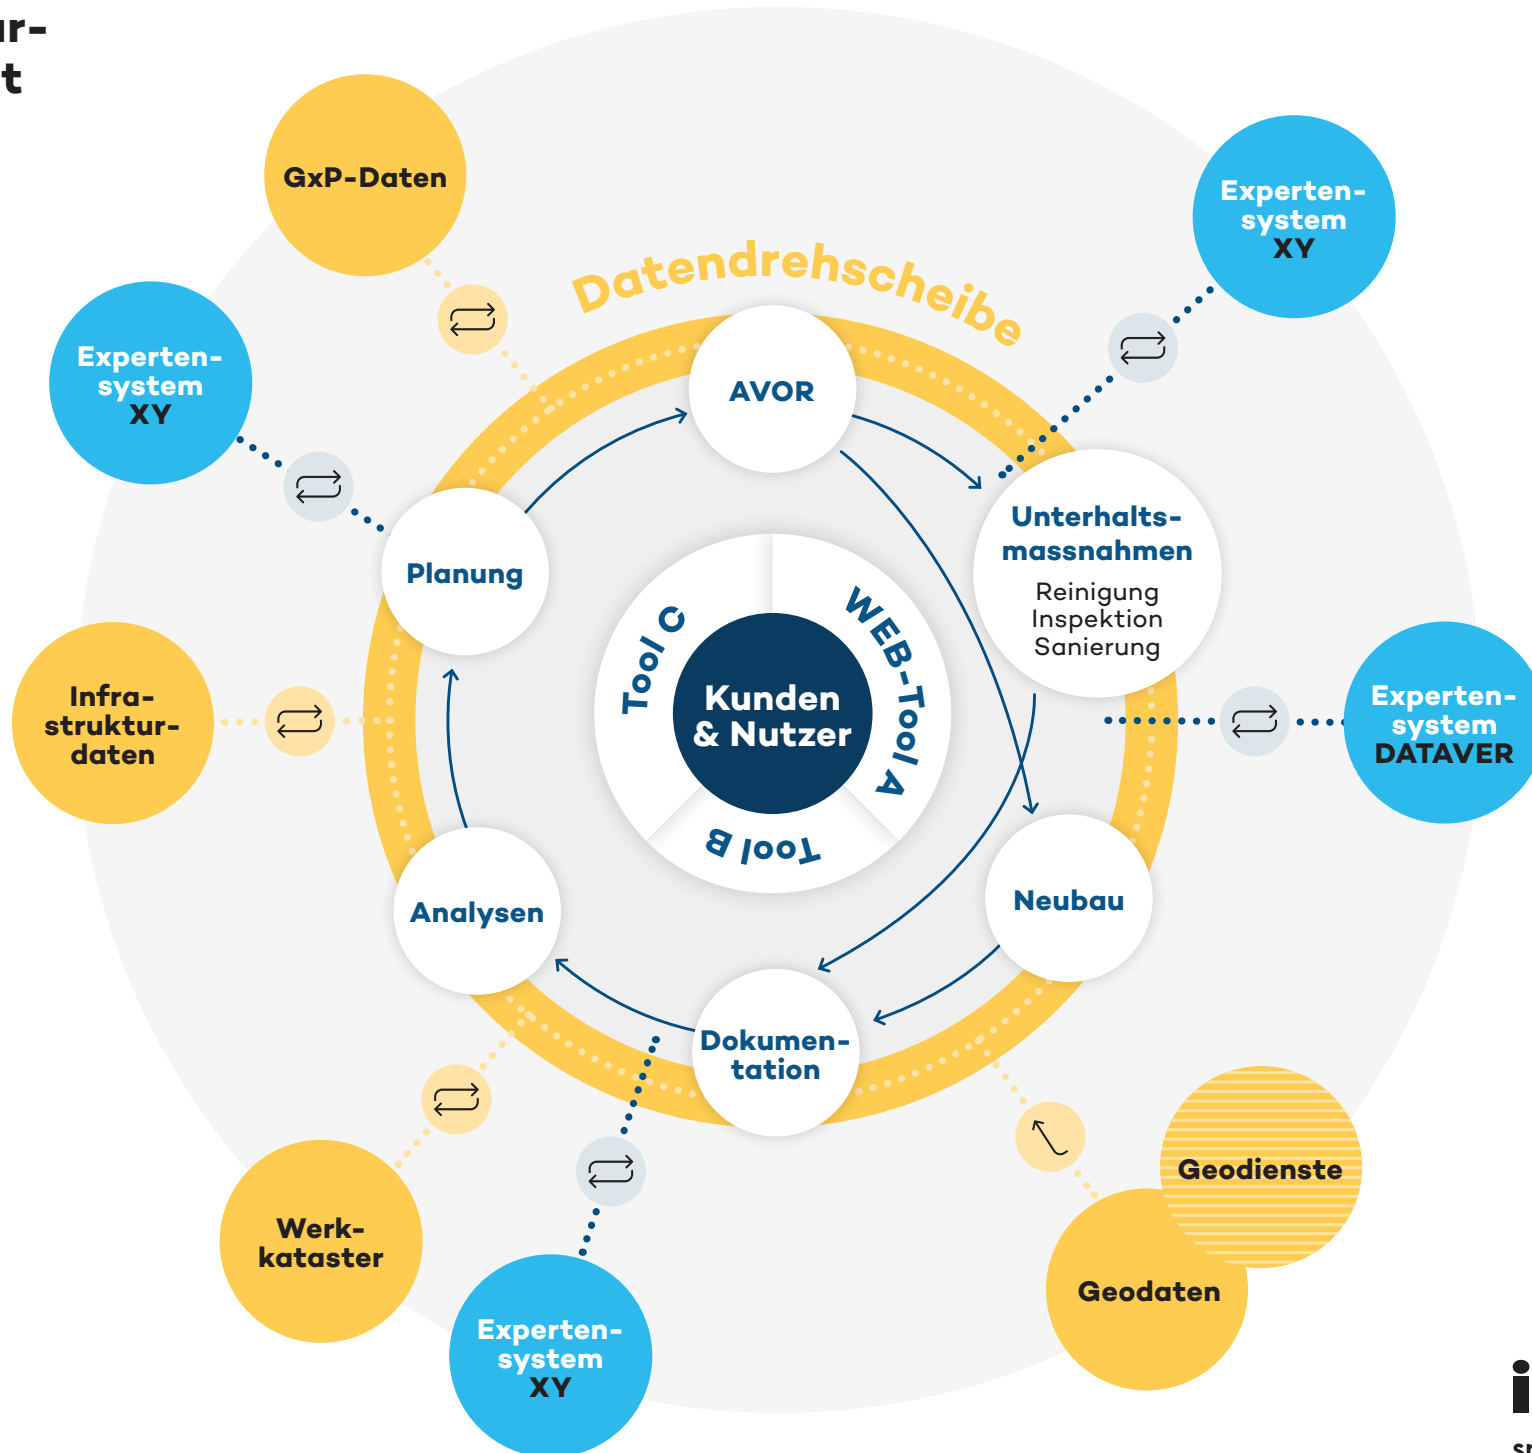 GxP-Daten
Experten-
system
XY
Datendrehscheibe
Experten-
system
XY
AVOR
Unterhalts-
massnahmen
Reinigung
Inspektion
Sanierung
Planung
Tool C
WEB-Tool A
Tool B
Kunden
& Nutzer
Infra-
struktur-
daten
Experten-
system
DATAVER
Analysen
Neubau
Dokumen-
tation
Geodienste
Geodaten
Werk-
kataster
Experten-
system
XY